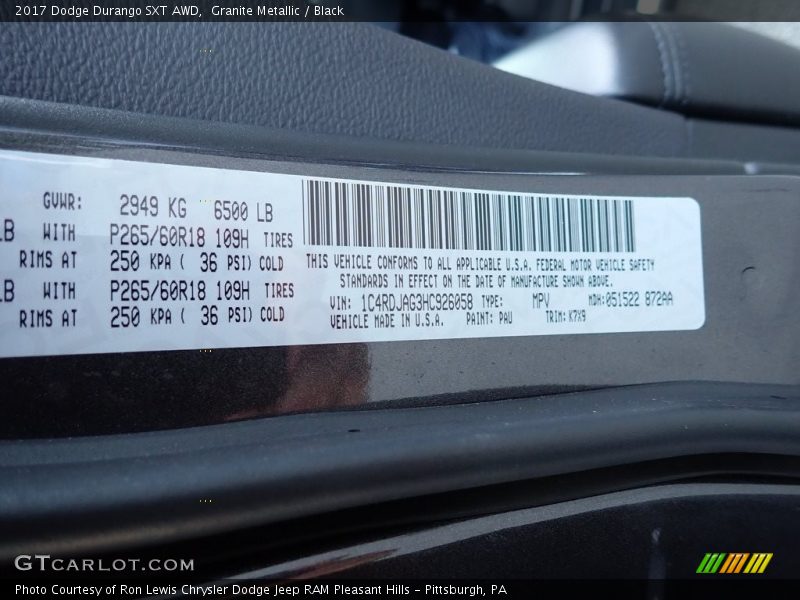 2017 Dodge Durango SXT AWD,  Granite Metallic / Black
GVWR: 2949 KG 6500 LB
LB WITH P265/60R18 109H TIRES
RIMS AT 250 KPA ( 36 PSI) COLD
LB WITH P265/60R18 109H TIRES
RIMS AT 250 KPA ( 36 PSI) COLD
THIS VEHICLE CONFORMS TO ALL APPLICABLE U.S.A. FEDERAL MOTOR VEHICLE SAFETY
STANDARDS IN EFFECT ON THE DATE OF MANUFACTURE SHOWN ABOVE.
VIN: 1C4RDJAG3HC926058 TYPE: MPV MDH:051522 872AA
VEHICLE MADE IN U.S.A. PAINT: PAU TRIM: K7X9
GTCARLOT.COM
Photo Courtesy of Ron Lewis Chrysler Dodge Jeep RAM Pleasant Hills - Pittsburgh, PA